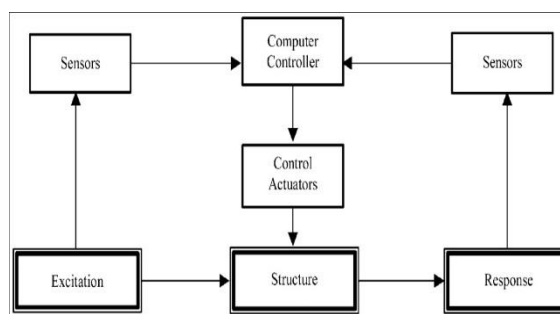 Sensors
Computer
Controller
Sensors
Control
Actuators
Excitation
Structure
Response